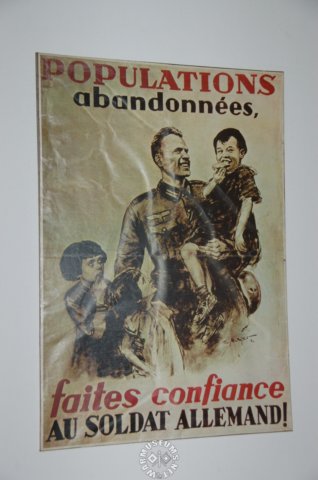 POPULATIONS
abandonnées,
faites confiance
AU SOLDAT ALLEMAND!